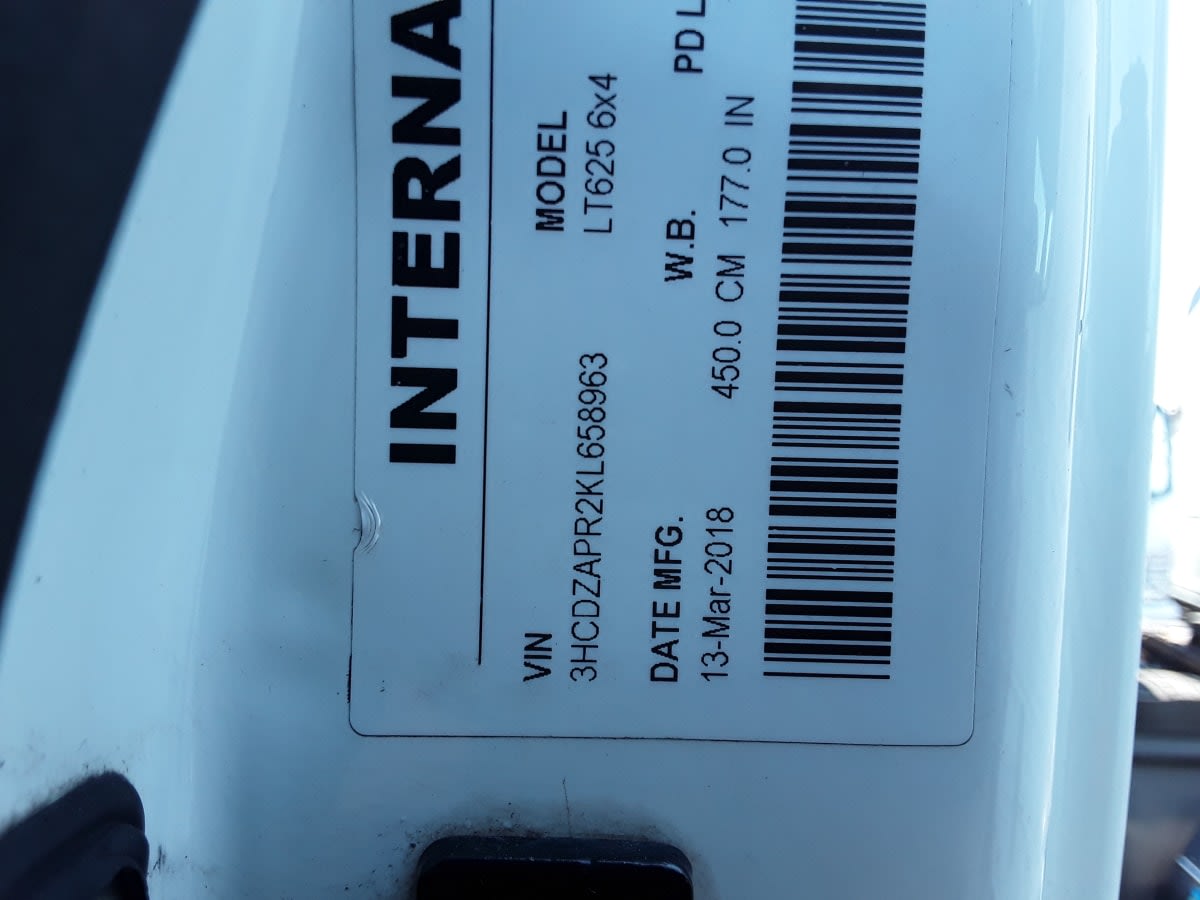 INTERNA
VIN MODEL
3HCDZAPR2KL658963 LT625 6x4
DATE MFG. W.B. PD L
13-Mar-2018 450.0 CM 177.0 IN